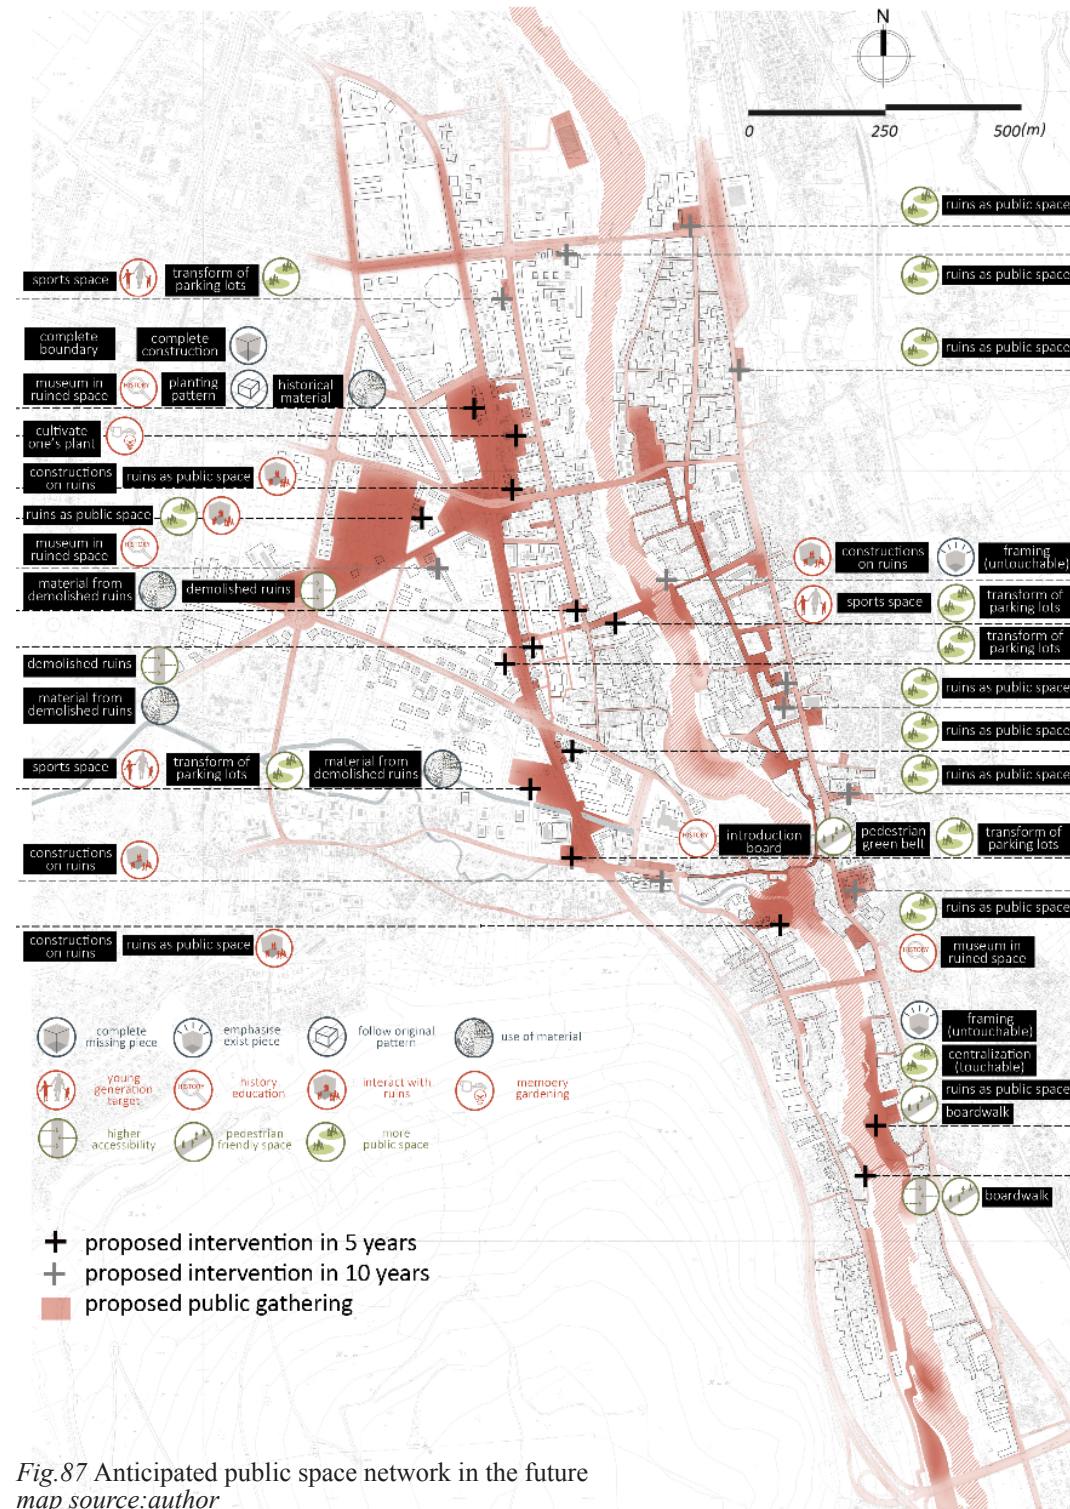 N
0 250 500(m)
ruins as public space
ruins as public space
ruins as public space
sports space
transform of
parking lots
complete
boundary
complete
construction
museum in
ruined space
HISTORY
planting
pattern
historical
material
cultivate
one's plant
constructions
on ruins
ruins as public space
ruins as public space
museum in
ruined space
HISTORY
material from
demolished ruins
demolished ruins
demolished ruins
material from
demolished ruins
sports space
transform of
parking lots
material from
demolished ruins
constructions
on ruins
constructions
on ruins
ruins as public space
constructions
on ruins
framing
(untouchable)
sports space
transform of
parking lots
transform of
parking lots
ruins as public space
ruins as public space
ruins as public space
HISTORY
introduction
board
pedestrian
green belt
transform of
parking lots
ruins as public space
HISTORY
museum in
ruined space
framing
(untouchable)
centralization
(touchable)
ruins as public space
boardwalk
boardwalk
complete
missing piece
emphasise
exist piece
follow original
pattern
use of material
young
generation
target
HISTORY
history
education
interact with
ruins
memoery
gardening
higher
accessibility
pedestrian
friendly space
more
public space
proposed intervention in 5 years
proposed intervention in 10 years
proposed public gathering
Fig.87 Anticipated public space network in the future
map source:author